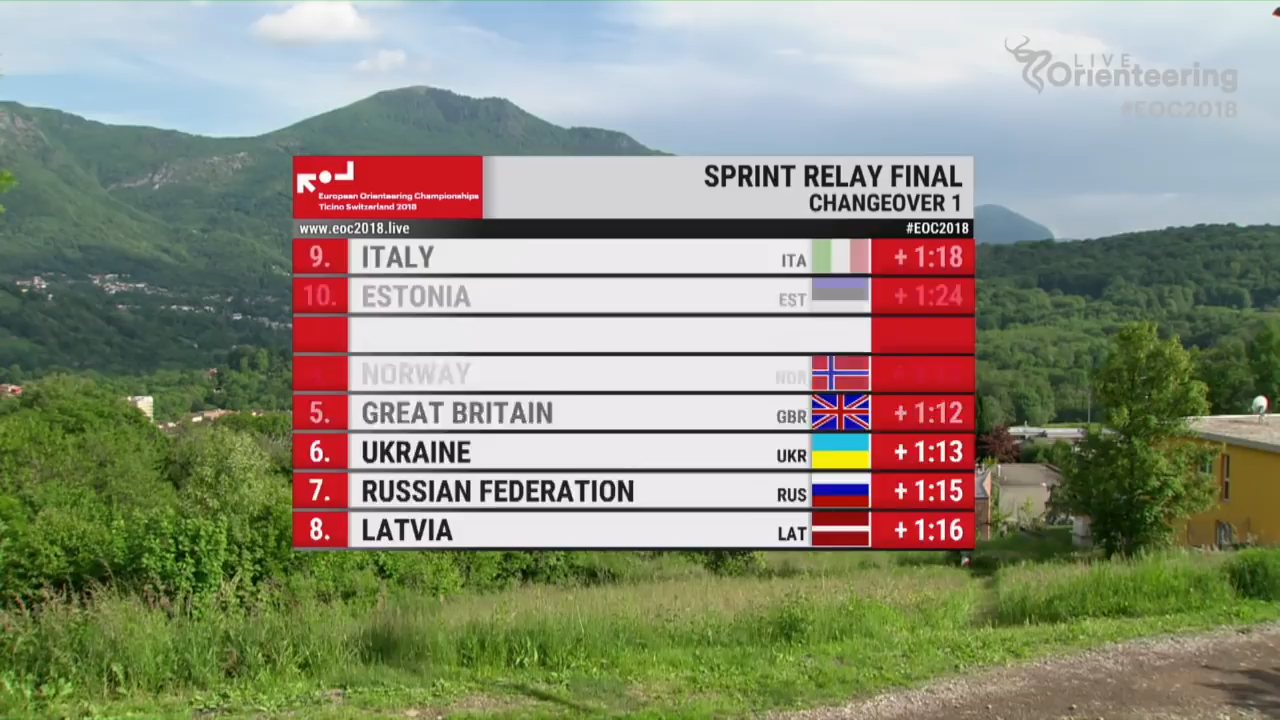 LIVE
Orienteering
#EOC2018
European Orienteering Championships
Ticino Switzerland 2018
SPRINT RELAY FINAL
CHANGEOVER 1
www.eoc2018.live #EOC2018
9. ITALY ITA + 1:18
10. ESTONIA EST + 1:24
NORWAY NOR
5. GREAT BRITAIN GBR + 1:12
6. UKRAINE UKR + 1:13
7. RUSSIAN FEDERATION RUS + 1:15
8. LATVIA LAT + 1:16